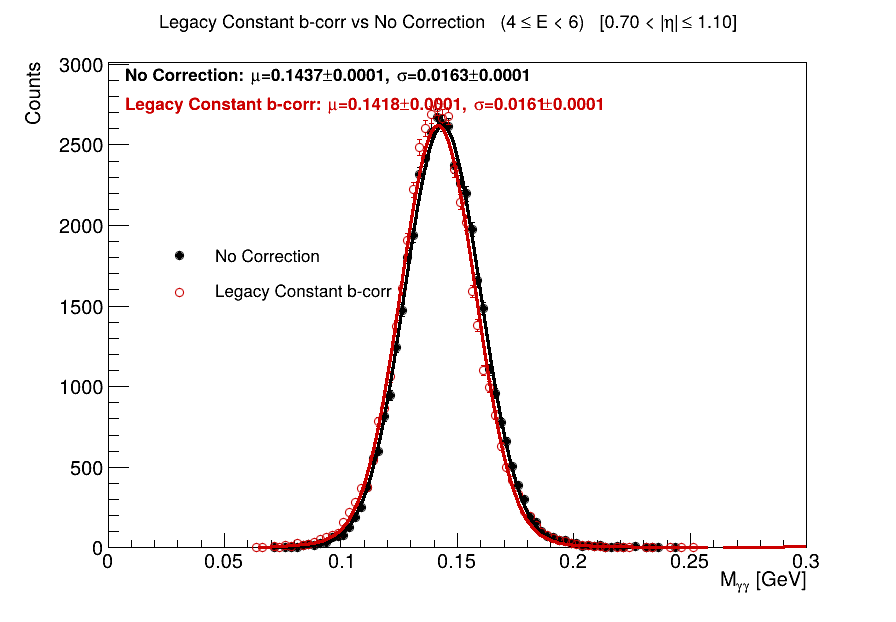 Legacy Constant b-corr vs No Correction (4 ≤ E < 6) [0.70 < |η| ≤ 1.10]
Counts
3000
2500
2000
1500
1000
500
0
No Correction: μ=0.1437±0.0001, σ=0.0163±0.0001
Legacy Constant b-corr: μ=0.1418±0.0001, σ=0.0161±0.0001
No Correction
Legacy Constant b-corr
0 0.05 0.1 0.15 0.2 0.25 0.3
Mγγ [GeV]